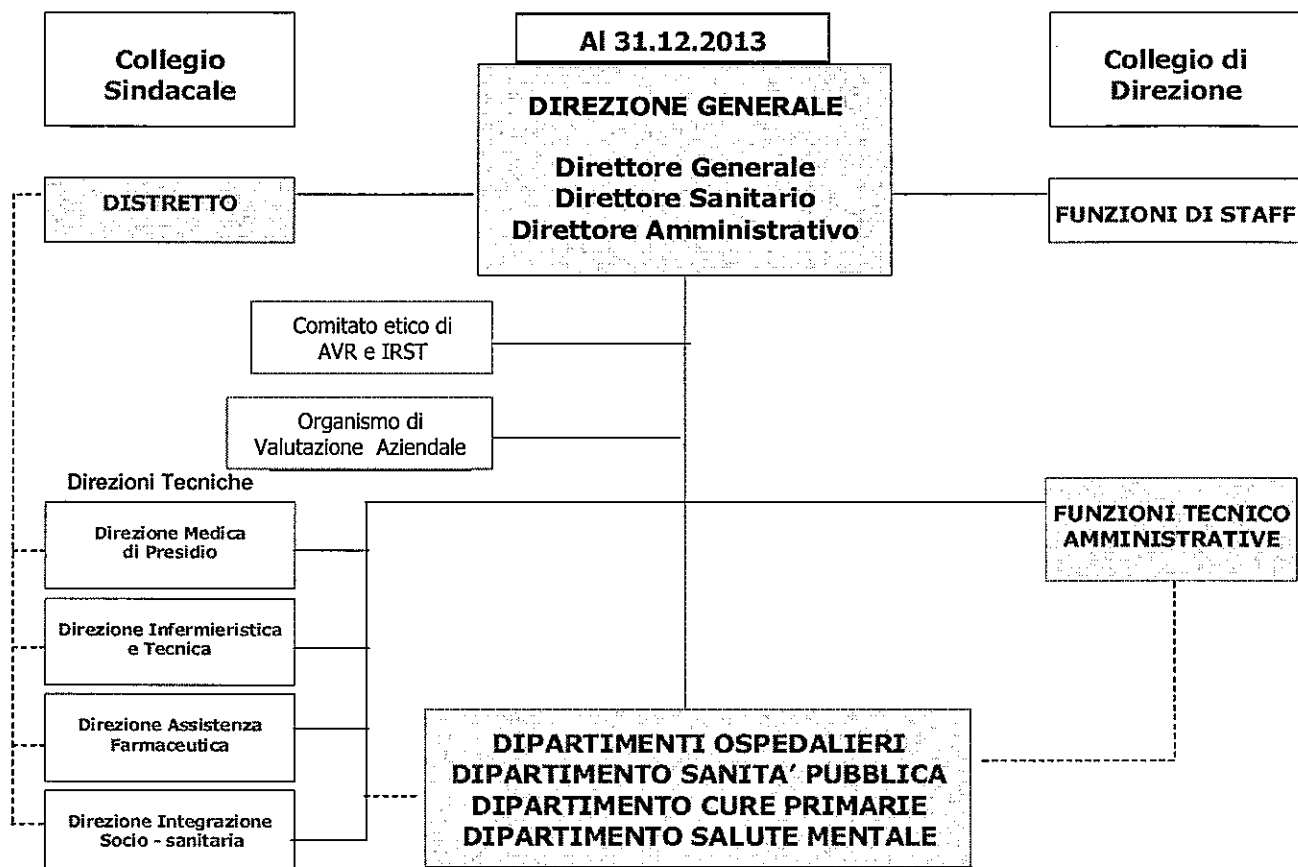 Collegio
Sindacale
Al 31.12.2013
Collegio di
Direzione
DIREZIONE GENERALE
Direttore Generale
Direttore Sanitario
Direttore Amministrativo
DISTRETTO
FUNZIONI DI STAFF
Comitato etico di
AVR e IRST
Organismo di
Valutazione Aziendale
Direzioni Tecniche
Direzione Medica
di Presidio
FUNZIONI TECNICO
AMMINISTRATIVE
Direzione Infermieristica
e Tecnica
Direzione Assistenza
Farmaceutica
Direzione Integrazione
Socio - sanitaria
DIPARTIMENTI OSPEDALIERI
DIPARTIMENTO SANITA' PUBBLICA
DIPARTIMENTO CURE PRIMARIE
DIPARTIMENTO SALUTE MENTALE